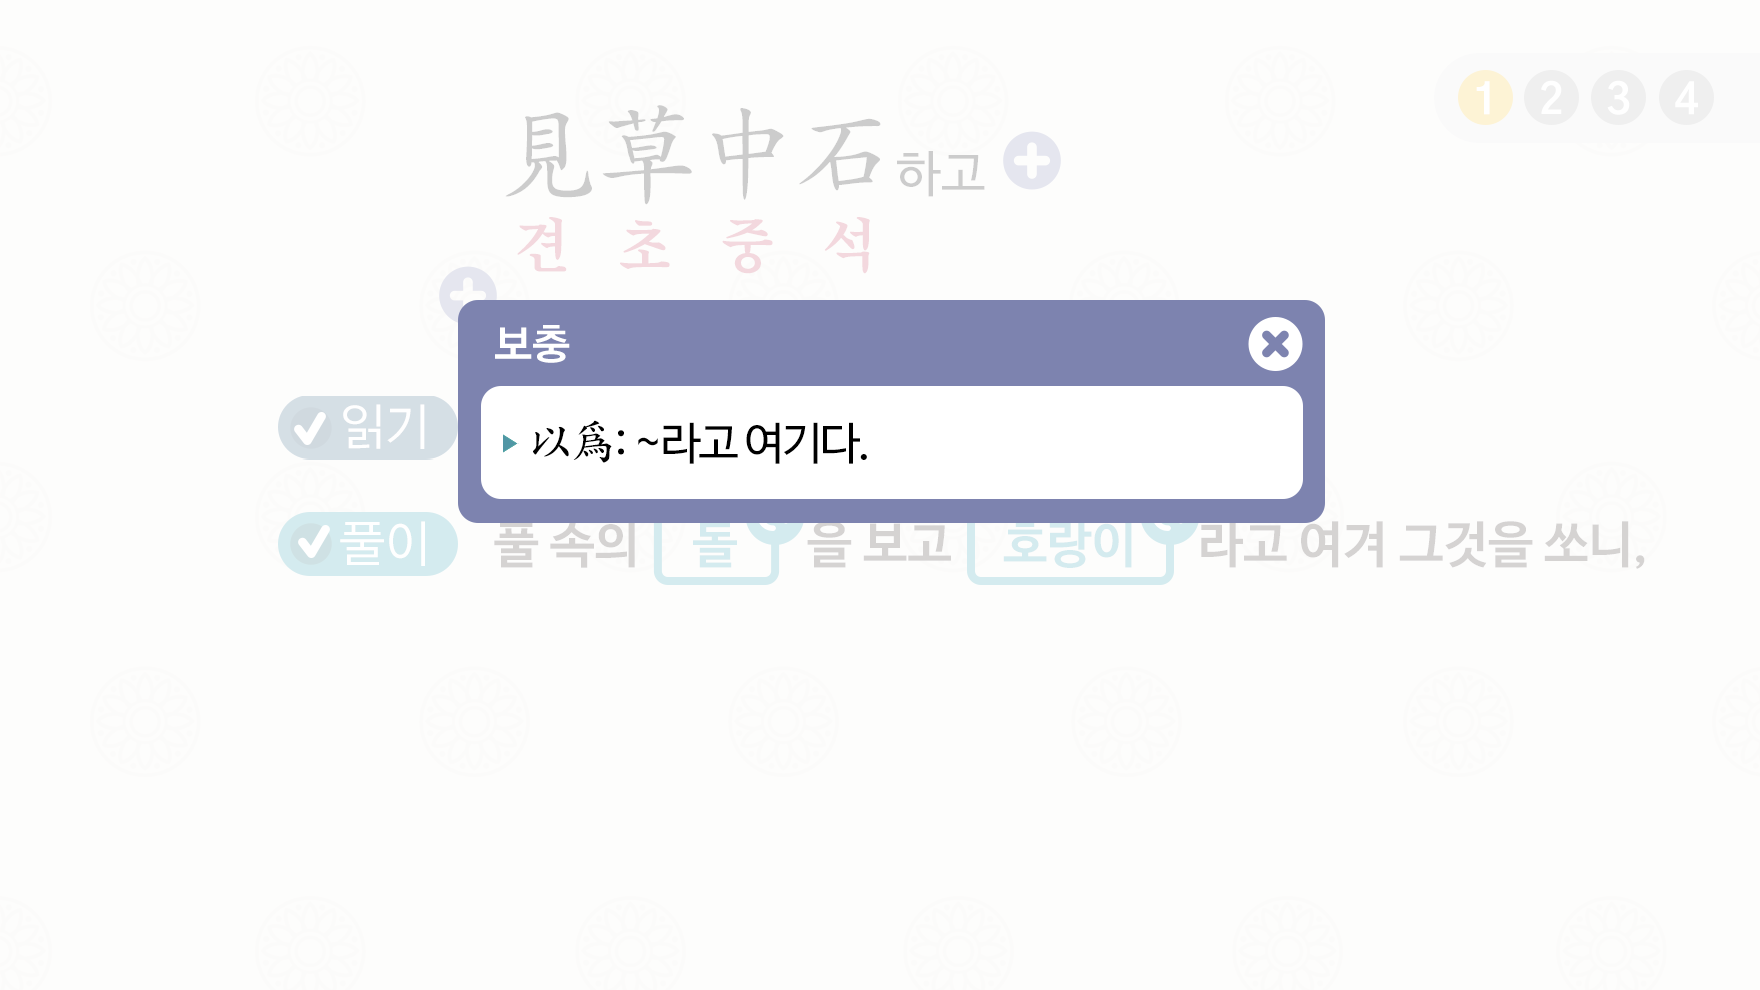 1 2 3 4
見草中石하고
견 초 중 석
보충
以爲: ~라고 여기다.
읽기
풀이 풀 속의 돌 을 보고 호랑이 라고 여겨 그것을 쏘니,